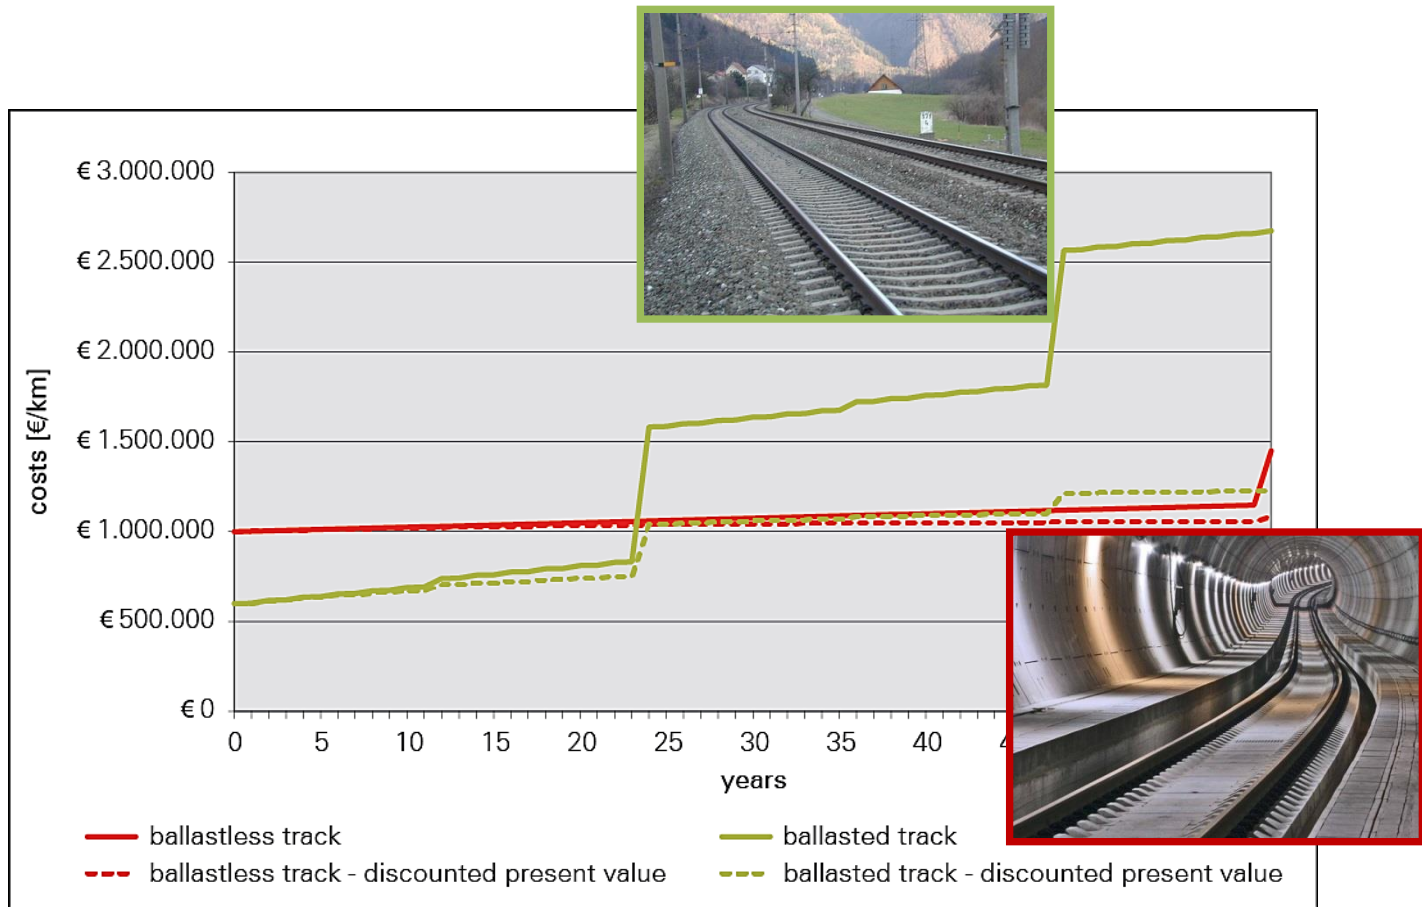 € 3.000.000
€ 2.500.000
€ 2.000.000
€ 1.500.000
€ 1.000.000
€ 500.000
€ 0
costs [€/km]
0 5 10 15 20 25 30 35 40
years
ballastless track
ballasted track
ballastless track - discounted present value
ballasted track - discounted present value